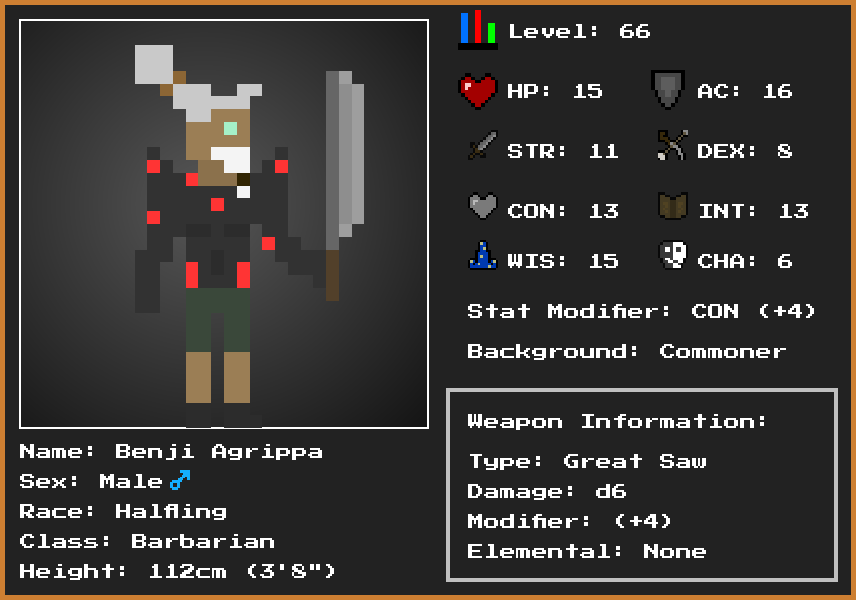 Level: 66
HP: 15 AC: 16
STR: 11 DEX: 8
CON: 13 INT: 13
WIS: 15 CHA: 6
Stat Modifier: CON (+4)
Background: Commoner
Weapon Information:
Type: Great Saw
Damage: d6
Modifier: (+4)
Elemental: None
Name: Benji Agrippa
Sex: Male ♂
Race: Halfling
Class: Barbarian
Height: 112cm (3'8")